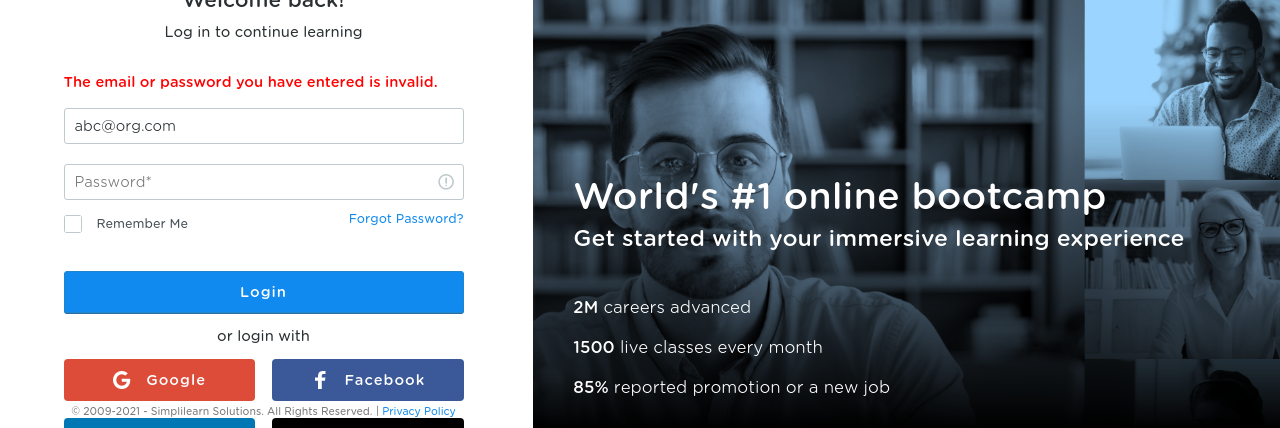 Welcome back!
Log in to continue learning
The email or password you have entered is invalid.
abc@org.com
Password*
Remember Me
Forgot Password?
Login
or login with
Google
Facebook
© 2009-2021 - Simplilearn Solutions. All Rights Reserved. | Privacy Policy
World's #1 online bootcamp
Get started with your immersive learning experience
2M careers advanced
1500 live classes every month
85% reported promotion or a new job